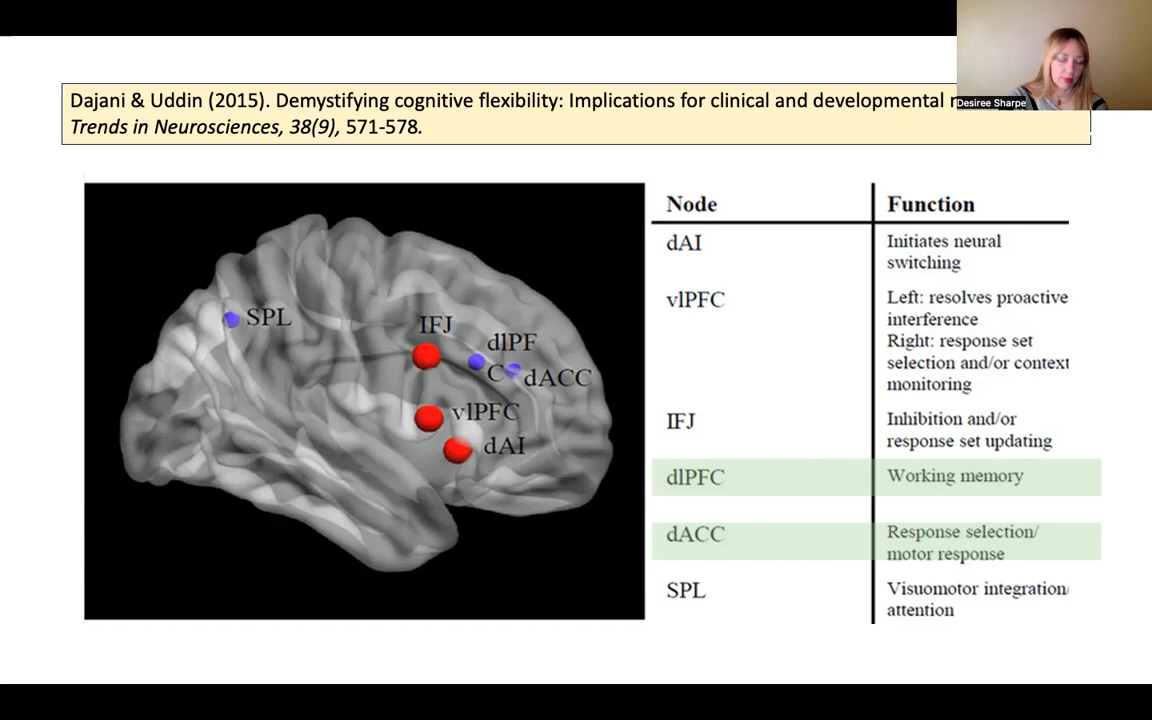 Dajani & Uddin (2015). Demystifying cognitive flexibility: Implications for clinical and developmental
Trends in Neurosciences, 38(9), 571-578.
Desiree Sharpe
SPL
IFJ
dlPF
C
dACC
vlPFC
dAI
Node Function
dAI Initiates neural
switching
vlPFC Left: resolves proactive
interference
Right: response set
selection and/or context
monitoring
IFJ Inhibition and/or
response set updating
dlPFC Working memory
dACC Response selection/
motor response
SPL Visuomotor integration/
attention